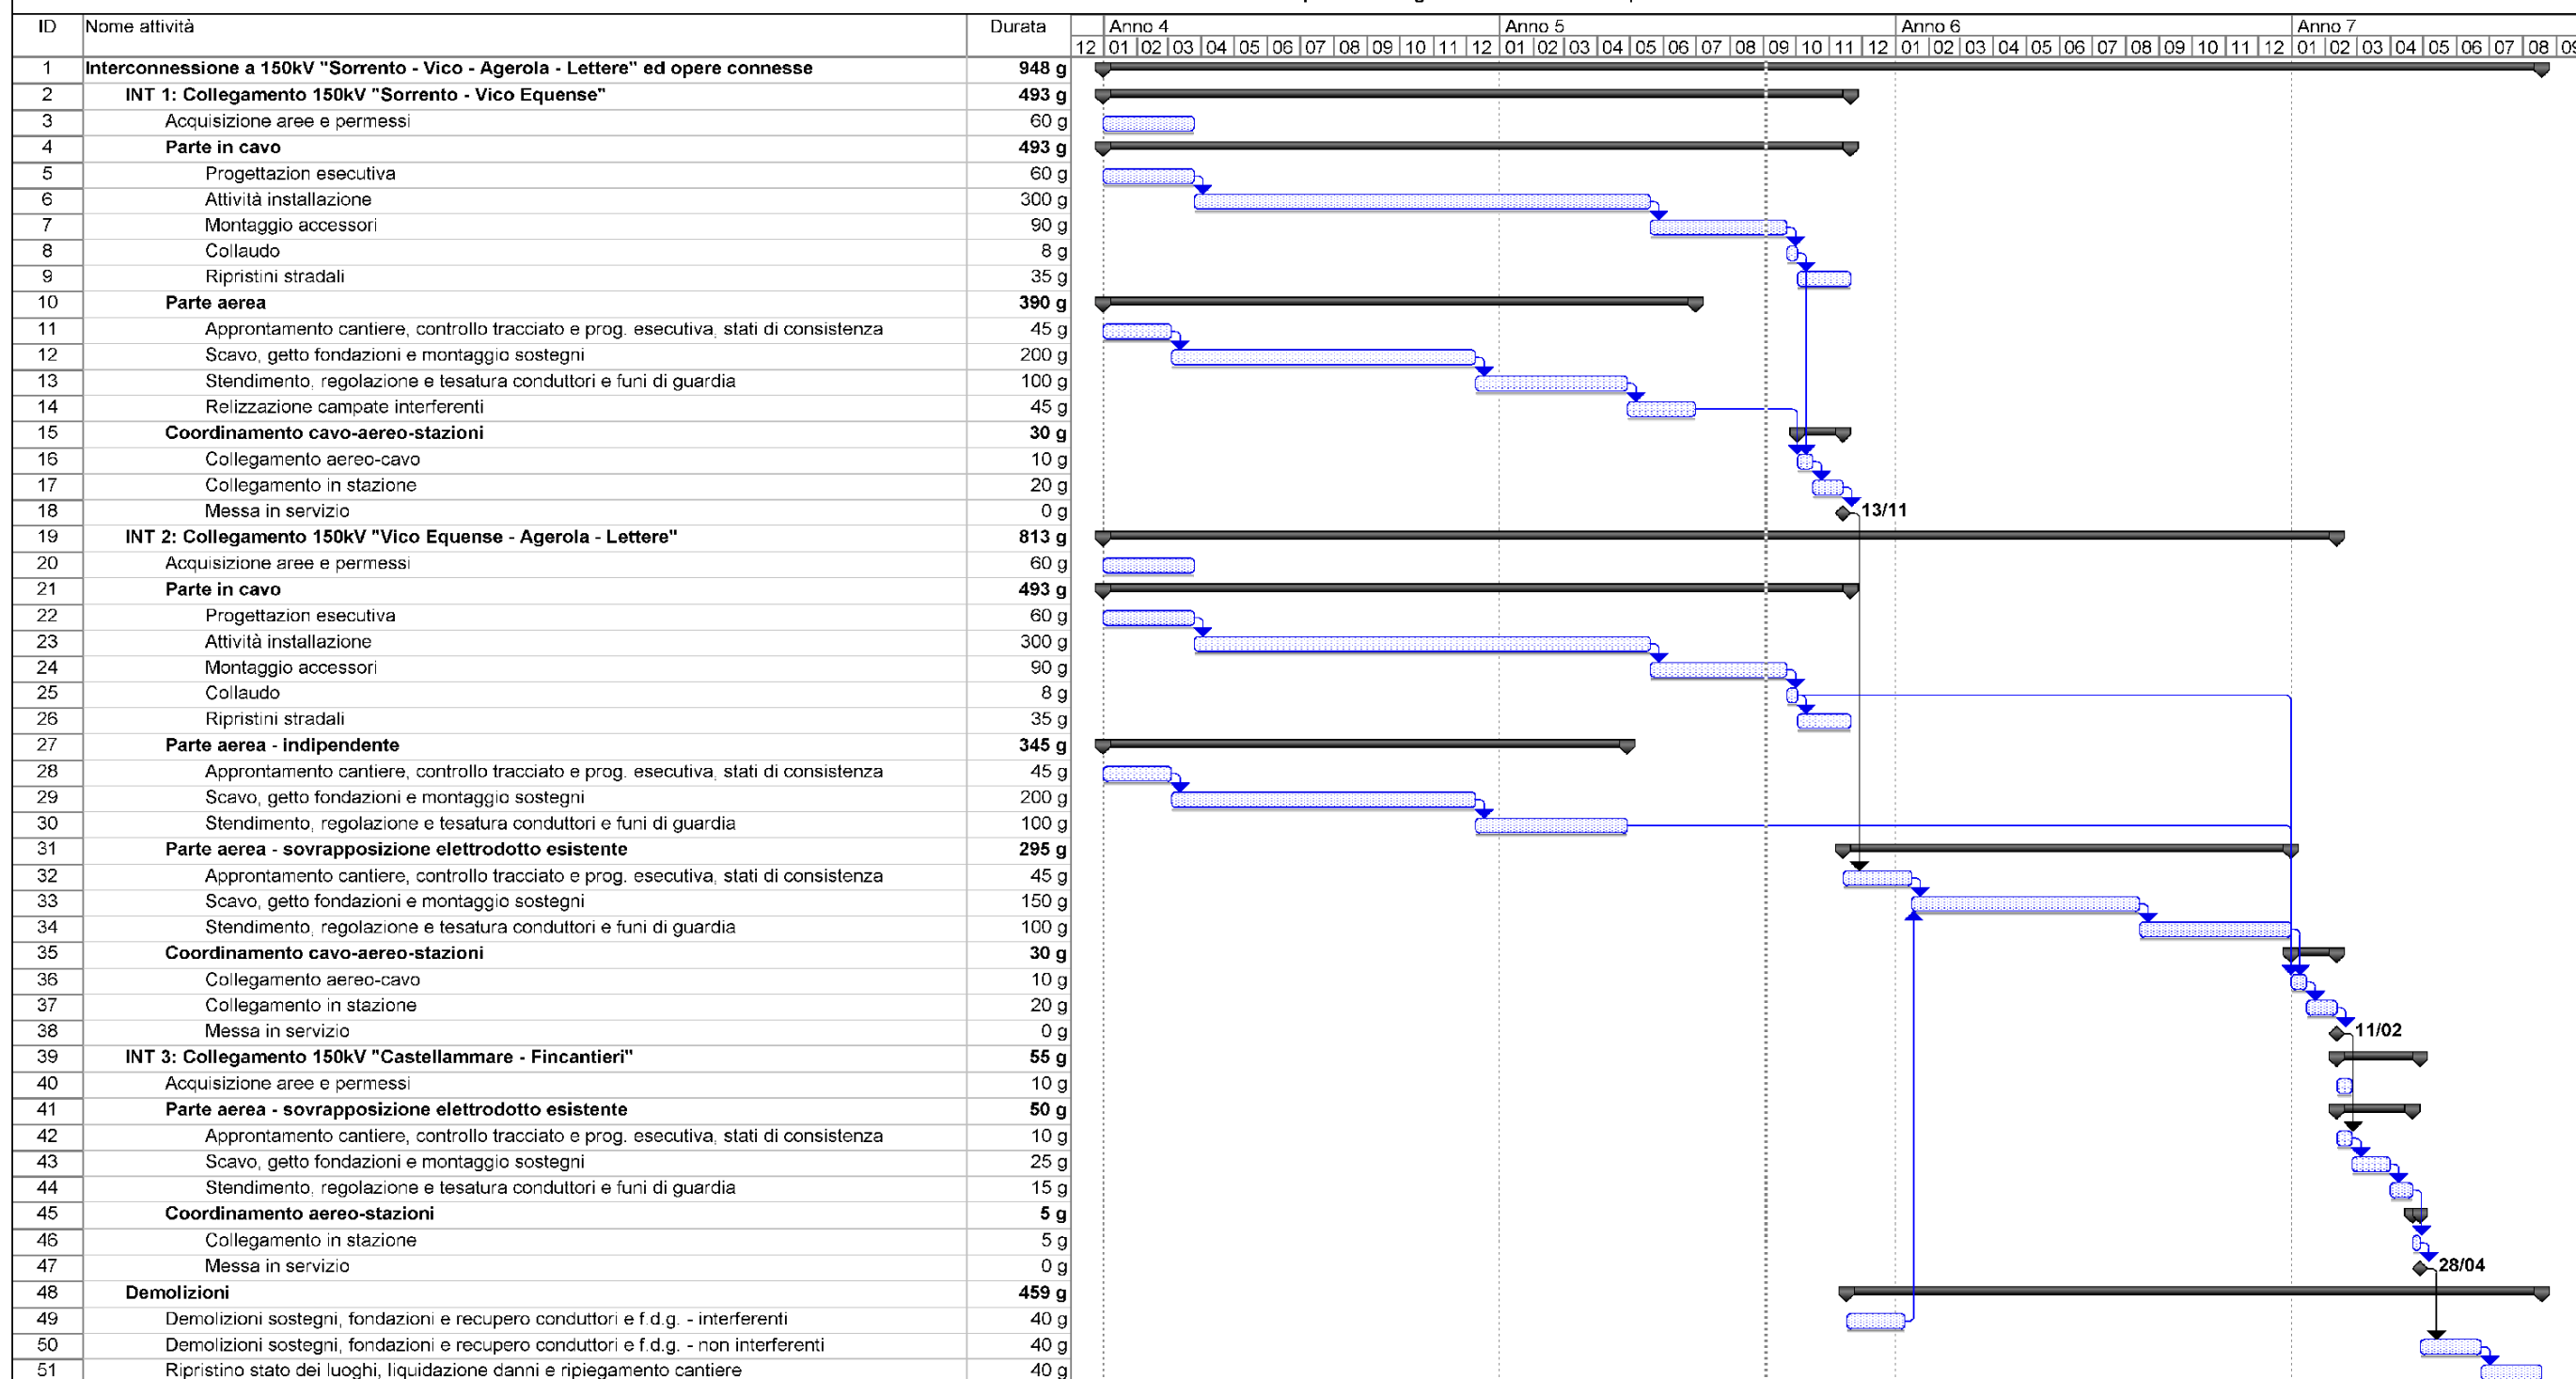 ID Nome attività Durata Anno 4 Anno 5 Anno 6 Anno 7
12 01 02 03 04 05 06 07 08 09 10 11 12 01 02 03 04 05 06 07 08 09 10 11 12 01 02 03 04 05 06 07 08 09 10 11 12 01 02 03 04 05 06 07 08 09
1 Interconnessione a 150kV "Sorrento - Vico - Agerola - Lettere" ed opere connesse 948 g
2 INT 1: Collegamento 150kV "Sorrento - Vico Equense" 493 g
3 Acquisizione aree e permessi 60 g
4 Parte in cavo 493 g
5 Progettazion esecutiva 60 g
6 Attività installazione 300 g
7 Montaggio accessori 90 g
8 Collaudo 8 g
9 Ripristini stradali 35 g
10 Parte aerea 390 g
11 Approntamento cantiere, controllo tracciato e prog. esecutiva, stati di consistenza 45 g
12 Scavo, getto fondazioni e montaggio sostegni 200 g
13 Stendimento, regolazione e tesatura conduttori e funi di guardia 100 g
14 Relizzazione campate interferenti 45 g
15 Coordinamento cavo-aereo-stazioni 30 g
16 Collegamento aereo-cavo 10 g
17 Collegamento in stazione 20 g
18 Messa in servizio 0 g 13/11
19 INT 2: Collegamento 150kV "Vico Equense - Agerola - Lettere" 813 g
20 Acquisizione aree e permessi 60 g
21 Parte in cavo 493 g
22 Progettazion esecutiva 60 g
23 Attività installazione 300 g
24 Montaggio accessori 90 g
25 Collaudo 8 g
26 Ripristini stradali 35 g
27 Parte aerea - indipendente 345 g
28 Approntamento cantiere, controllo tracciato e prog. esecutiva, stati di consistenza 45 g
29 Scavo, getto fondazioni e montaggio sostegni 200 g
30 Stendimento, regolazione e tesatura conduttori e funi di guardia 100 g
31 Parte aerea - sovrapposizione elettrodotto esistente 295 g
32 Approntamento cantiere, controllo tracciato e prog. esecutiva, stati di consistenza 45 g
33 Scavo, getto fondazioni e montaggio sostegni 150 g
34 Stendimento, regolazione e tesatura conduttori e funi di guardia 100 g
35 Coordinamento cavo-aereo-stazioni 30 g
36 Collegamento aereo-cavo 10 g
37 Collegamento in stazione 20 g
38 Messa in servizio 0 g 11/02
39 INT 3: Collegamento 150kV "Castellammare - Fincantieri" 55 g
40 Acquisizione aree e permessi 10 g
41 Parte aerea - sovrapposizione elettrodotto esistente 50 g
42 Approntamento cantiere, controllo tracciato e prog. esecutiva, stati di consistenza 10 g
43 Scavo, getto fondazioni e montaggio sostegni 25 g
44 Stendimento, regolazione e tesatura conduttori e funi di guardia 15 g
45 Coordinamento aereo-stazioni 5 g
46 Collegamento in stazione 5 g
47 Messa in servizio 0 g 28/04
48 Demolizioni 459 g
49 Demolizioni sostegni, fondazioni e recupero conduttori e f.d.g. - interferenti 40 g
50 Demolizioni sostegni, fondazioni e recupero conduttori e f.d.g. - non interferenti 40 g
51 Ripristino stato dei luoghi, liquidazione danni e ripiegamento cantiere 40 g